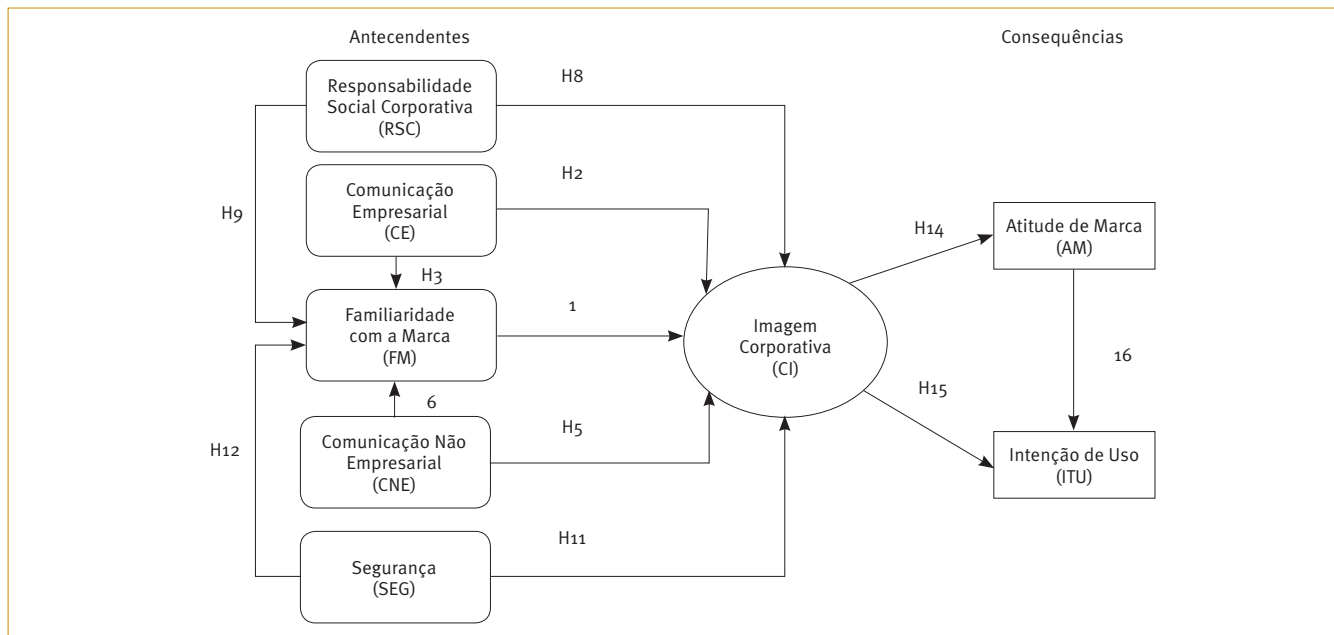 Antecendentes
Consequências
Responsabilidade
Social Corporativa
(RSC)
H8
Comunicação
Empresarial
(CE)
H2
H9
H3
Familiaridade
com a Marca
(FM)
1
Imagem
Corporativa
(CI)
H14
Atitude de Marca
(AM)
16
H15
Intenção de Uso
(ITU)
6
Comunicação Não
Empresarial
(CNE)
H5
H12
H11
Segurança
(SEG)